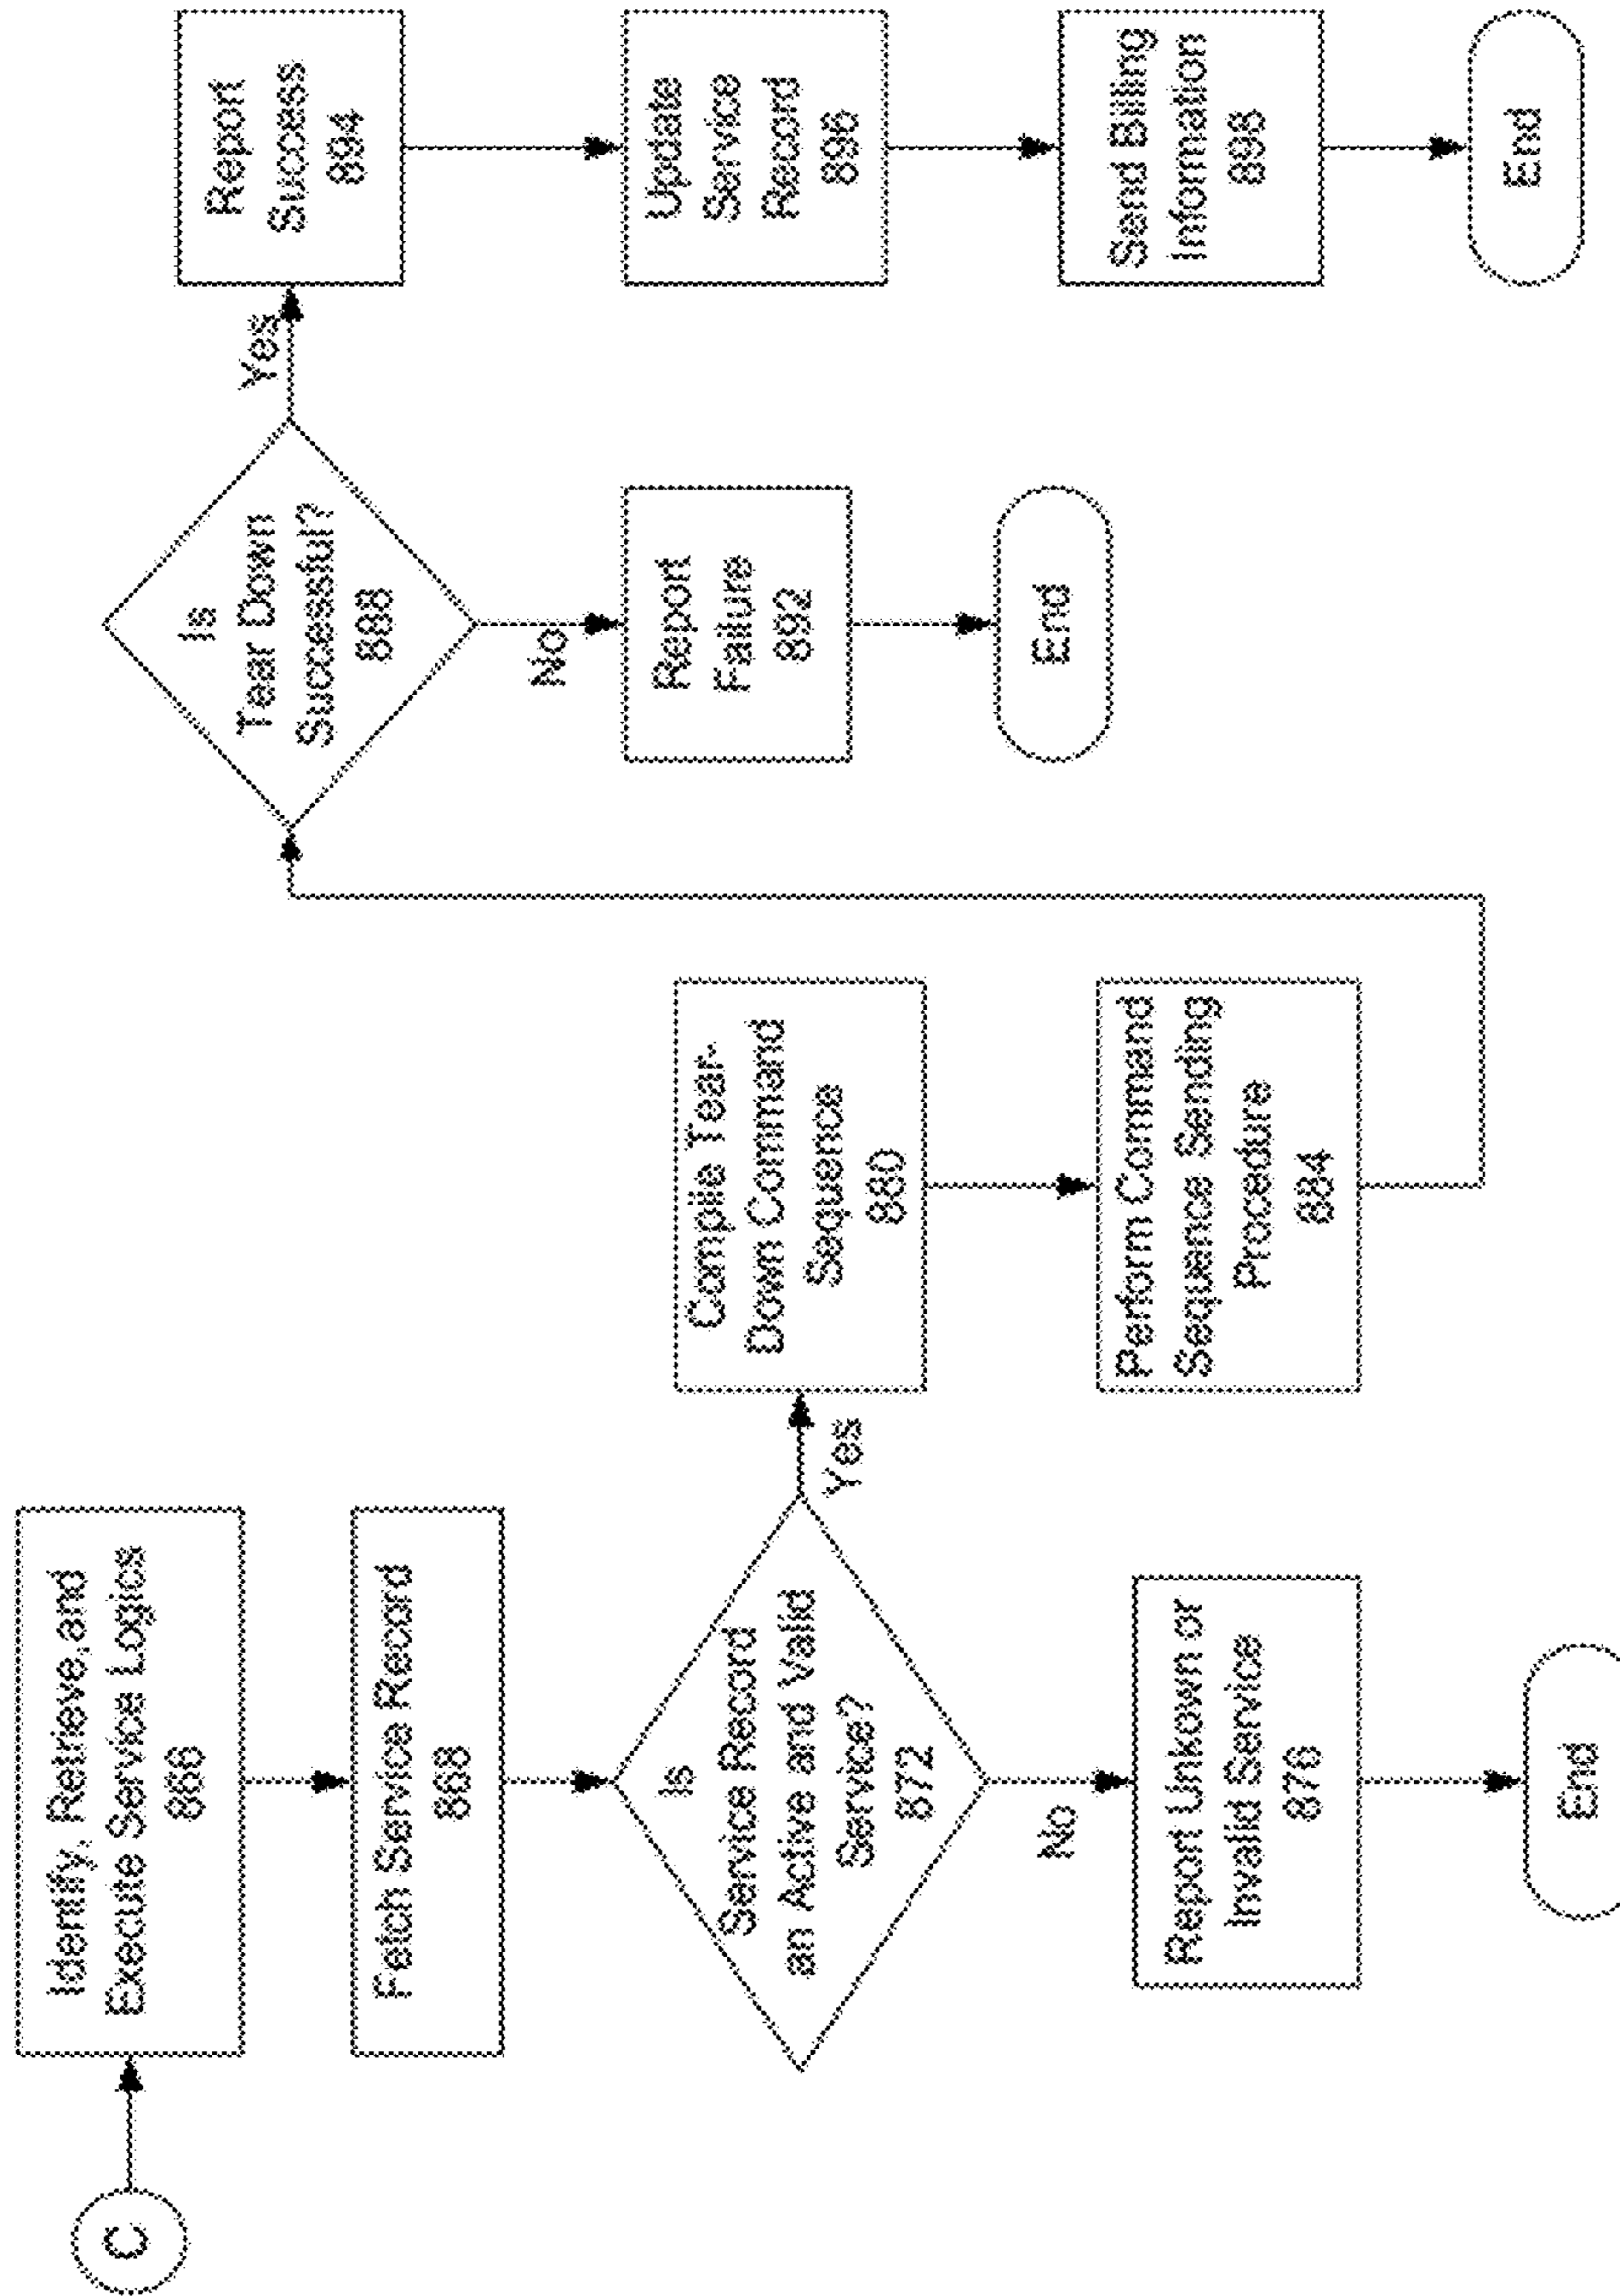 C
Identify, Retrieve,and
Execute Service Logics
866
Fetch Service Record
868
Is
Service Record
an Active and Valid
Service?
872
No
Report Unkown or
Invalid Service
876
End
Yes
Compile Tear-
Down Command
Sequence
880
Perform Command
Sequence Sending
Procedure
884
Is
Tear Down
Successful?
888
No
Report
Failure
892
End
Yes
Report
Success
894
Update
Service
Record
896
Send Billing
Information
898
End